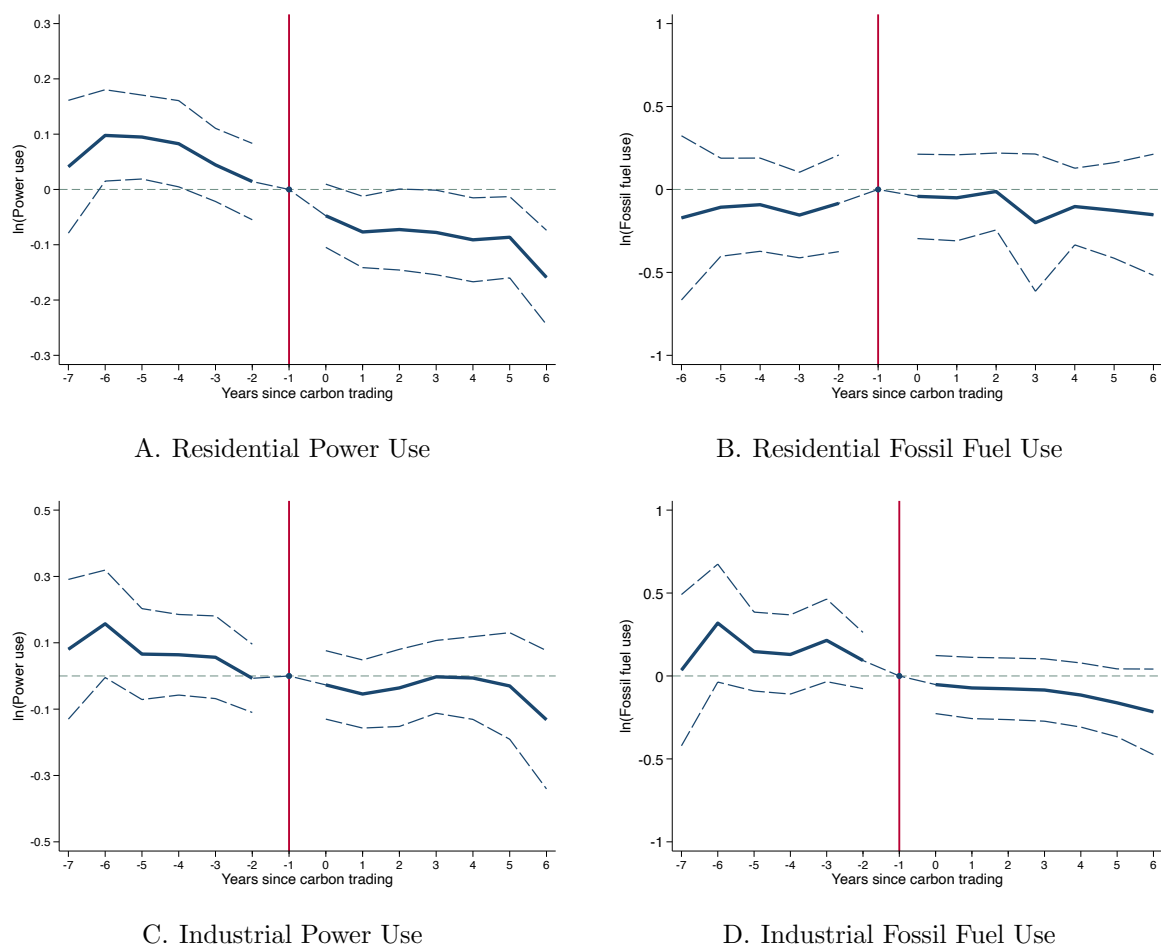 0.3
0.2
0.1
0
-0.1
-0.2
-0.3
ln(Power use)
-7 -6 -5 -4 -3 -2 -1 0 1 2 3 4 5 6
Years since carbon trading
A. Residential Power Use
1
0.5
0
-0.5
-1
ln(Fossil fuel use)
-6 -5 -4 -3 -2 -1 0 1 2 3 4 5 6
Years since carbon trading
B. Residential Fossil Fuel Use
0.5
0.3
0.1
-0.1
-0.3
-0.5
ln(Power use)
-7 -6 -5 -4 -3 -2 -1 0 1 2 3 4 5 6
Years since carbon trading
C. Industrial Power Use
1
0.5
0
-0.5
-1
ln(Fossil fuel use)
-7 -6 -5 -4 -3 -2 -1 0 1 2 3 4 5 6
Years since carbon trading
D. Industrial Fossil Fuel Use